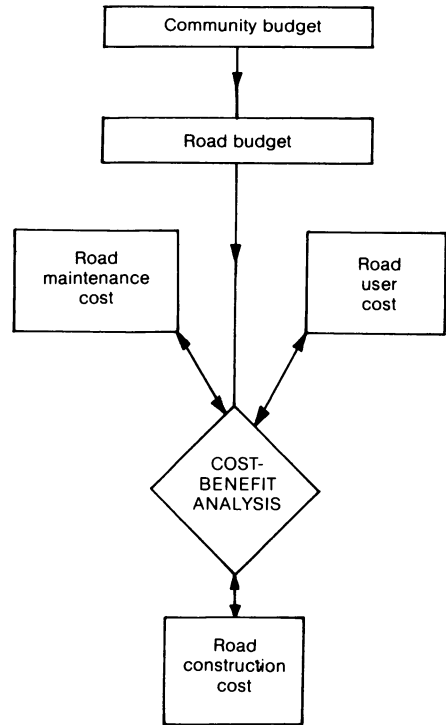 Community budget
Road budget
Road
maintenance
cost
Road
user
cost
COST-
BENEFIT
ANALYSIS
Road
construction
cost